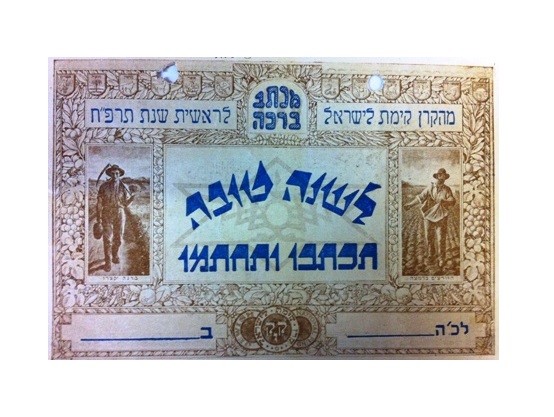 מכתב
ברכה
מהקרן קימת לישראל
לראשית שנת תרפ"ח
לשנה טובה
תכתבו ותחתמו
לכ'ה
ב